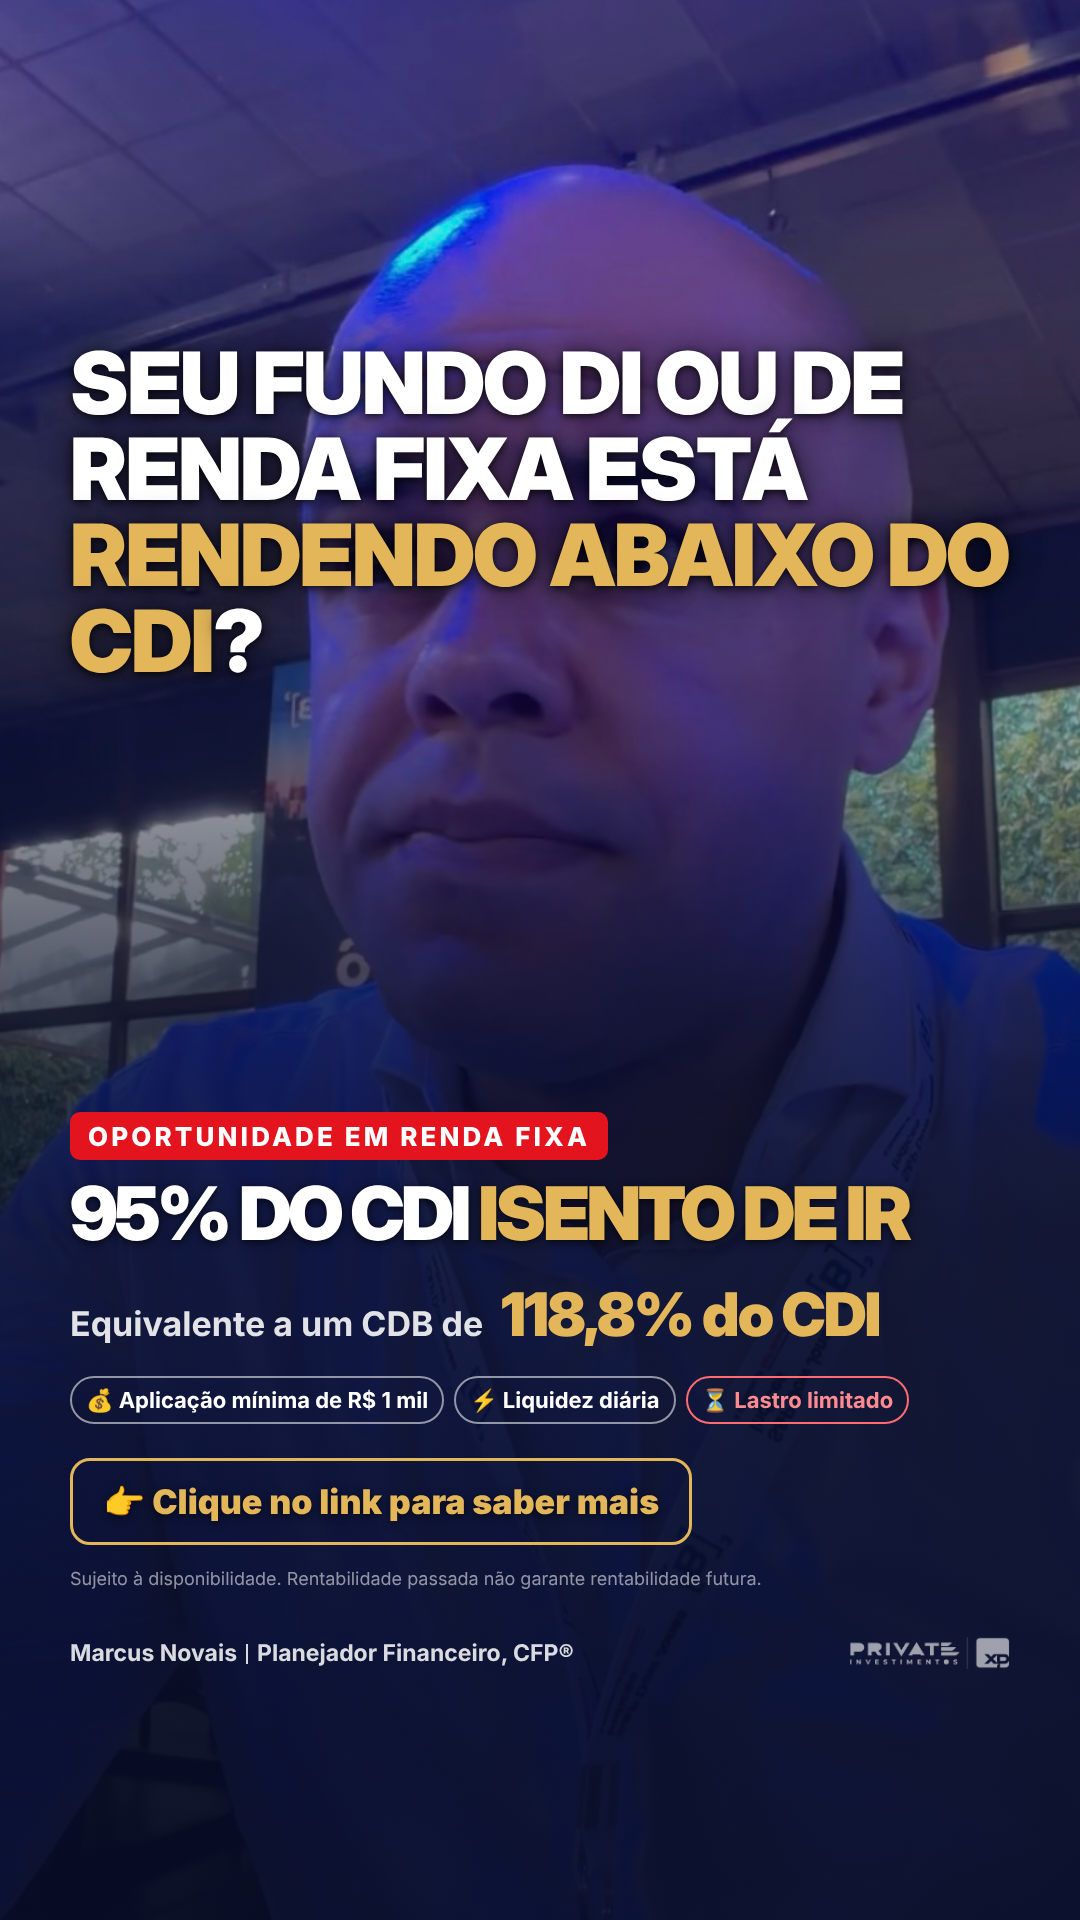 SEU FUNDO DI OU DE
RENDA FIXA ESTÁ
RENDENDO ABAIXO DO
CDI?
Ó
OPORTUNIDADE EM RENDA FIXA
95% DO CDI ISENTO DE IR
Equivalente a um CDB de 118,8% do CDI
💰 Aplicação mínima de R$ 1 mil ⚡ Liquidez diária ⏳ Lastro limitado
👉 Clique no link para saber mais
Sujeito à disponibilidade. Rentabilidade passada não garante rentabilidade futura.
Marcus Novais | Planejador Financeiro, CFP®
PRIVATE
INVESTIMENTOS
XP